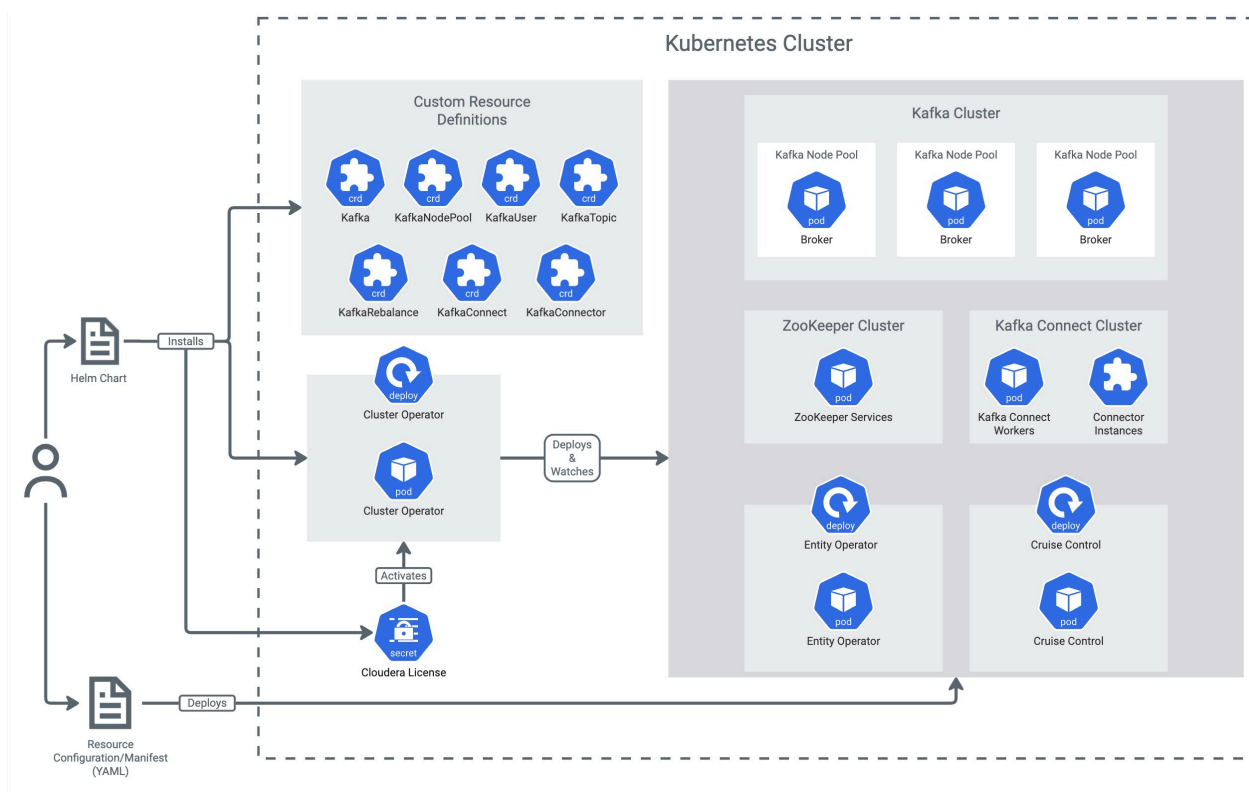 Kubernetes Cluster
Custom Resource
Definitions
crd
Kafka
crd
KafkaNodePool
crd
KafkaUser
crd
KafkaTopic
crd
KafkaRebalance
crd
KafkaConnect
crd
KafkaConnector
Kafka Cluster
Kafka Node Pool
pod
Broker
Kafka Node Pool
pod
Broker
Kafka Node Pool
pod
Broker
Helm Chart
Installs
deploy
Cluster Operator
pod
Cluster Operator
Deploys
&
Watches
ZooKeeper Cluster
pod
ZooKeeper Services
Kafka Connect Cluster
pod
Kafka Connect
Workers
Connector
Instances
deploy
Entity Operator
pod
Entity Operator
deploy
Cruise Control
pod
Cruise Control
Activates
secret
Cloudera License
Deploys
Resource
Configuration/Manifest
(YAML)